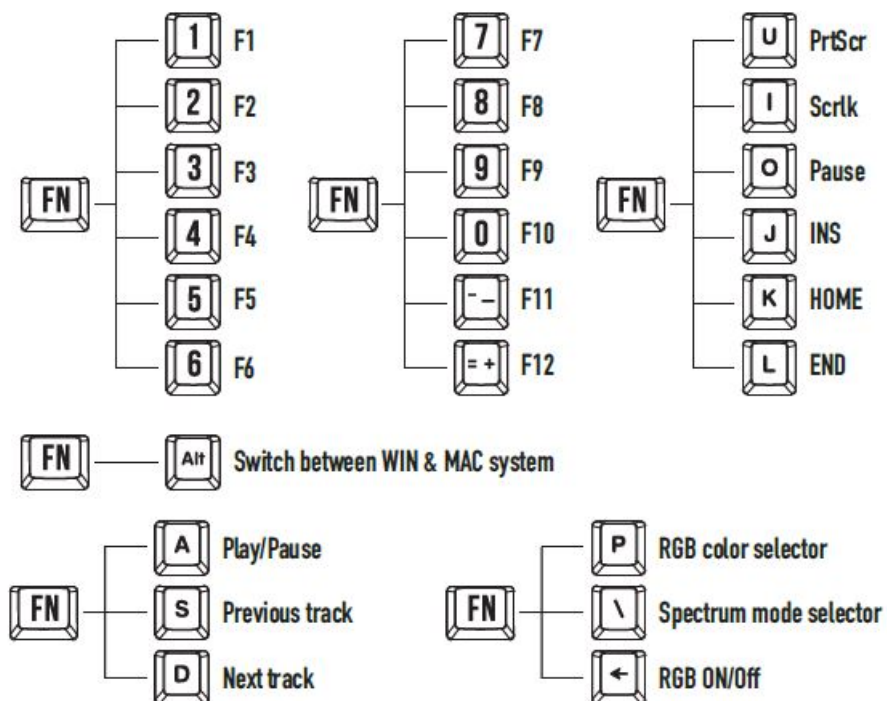 1 F1
2 F2
3 F3
FN
4 F4
5 F5
6 F6
7 F7
8 F8
9 F9
FN
0 F10
- _ F11
= + F12
U PrtScr
I Scrlk
O Pause
FN
J INS
K HOME
L END
FN Alt Switch between WIN & MAC system
A Play/Pause
FN S Previous track
D Next track
P RGB color selector
FN \ Spectrum mode selector
← RGB ON/Off